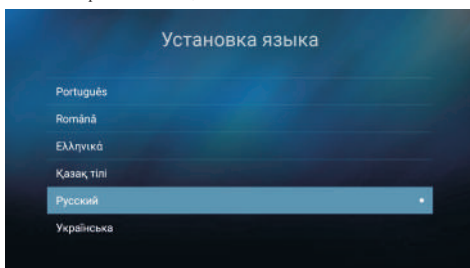 Установка языка
Português
Română
Ελληνικά
Қазақ тілі
Русский
Українська